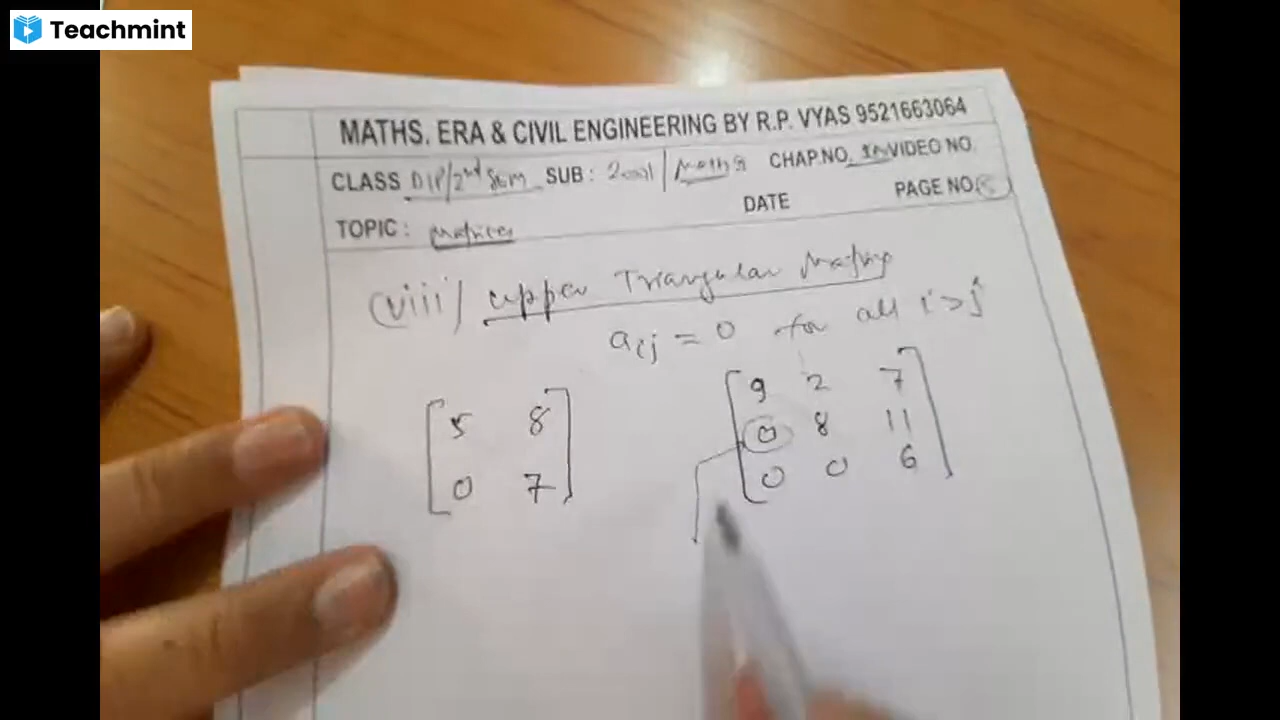 Teachmint
MATHS. ERA & CIVIL ENGINEERING BY R.P. VYAS 9521663064
CLASS DIP/2nd SEM SUB : 2001/Maths CHAP.NO. VIDEO NO.
TOPIC : Matrices DATE PAGE NO.
(viii) upper Triangular Matrix
aij = 0 for all i>j
5 8
0 7
9 2 7
0 8 11
0 0 6